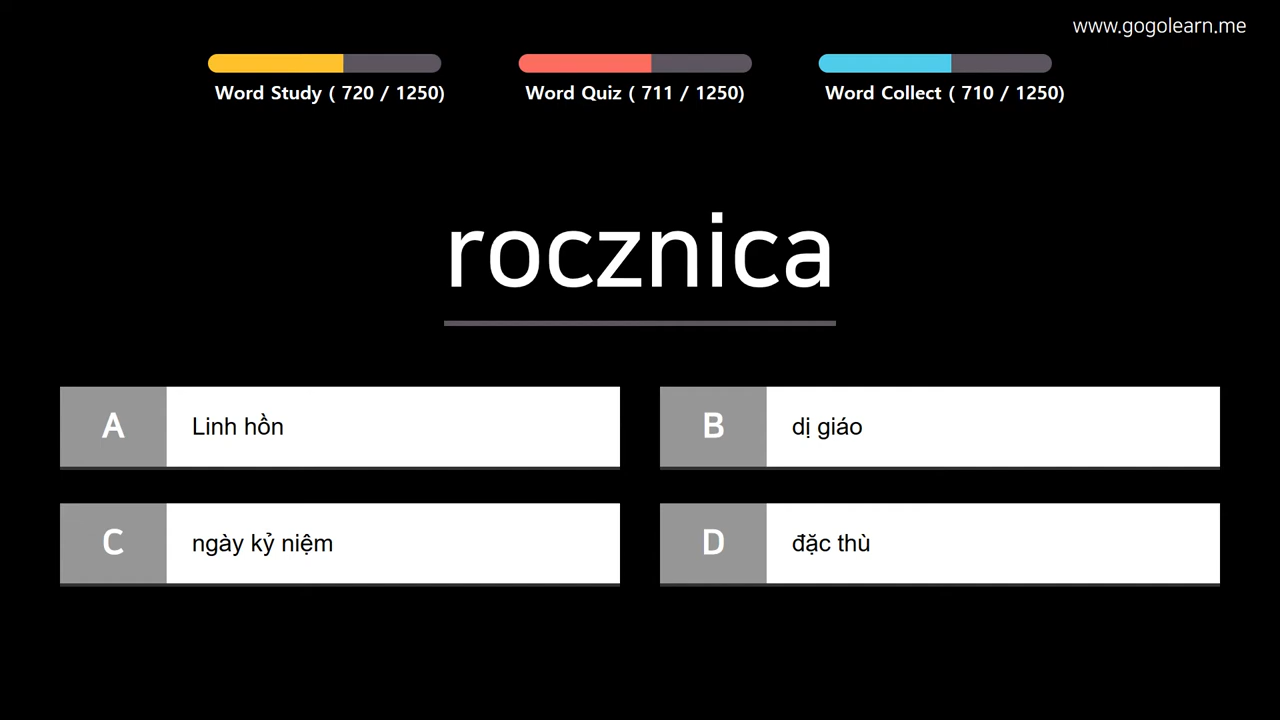 www.gogolearn.me
Word Study ( 720 / 1250)
Word Quiz ( 711 / 1250)
Word Collect ( 710 / 1250)
rocznica
A Linh hồn
B dị giáo
C ngày kỷ niệm
D đặc thù